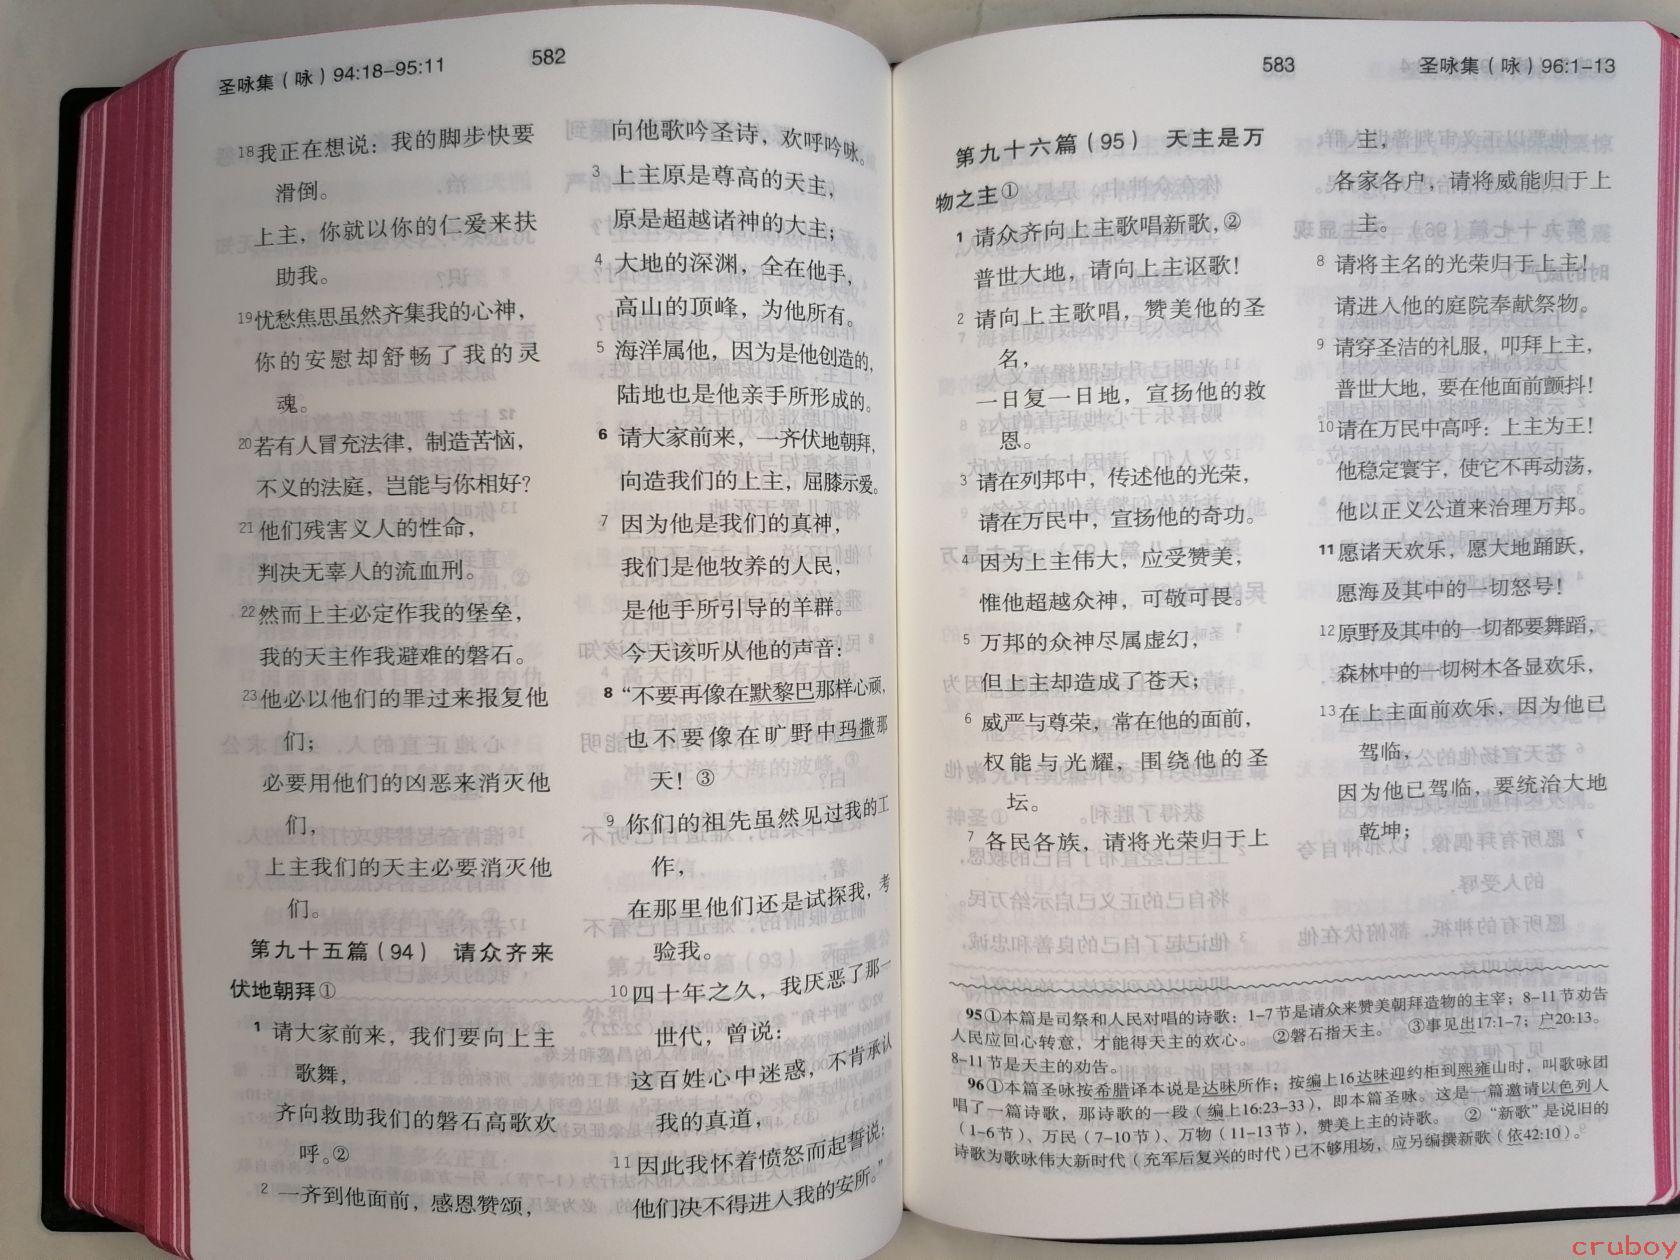 圣咏集（咏）94:18-95:11
582
18我正在想说：我的脚步快要
滑倒。
上主，你就以你的仁爱来扶
助我。
19忧愁焦思虽然齐集我的心神，
你的安慰却舒畅了我的灵
魂。
20若有人冒充法律，制造苦恼，
不义的法庭，岂能与你相好？
21他们残害义人的性命，
判决无辜人的流血刑。
22然而上主必定作我的堡垒，
我的天主作我避难的磐石。
23他必以他们的罪过来报复他
们；
必要用他们的凶恶来消灭他
们，
上主我们的天主必要消灭他
们。
第九十五篇（94） 请众齐来
伏地朝拜①
1 请大家前来，我们要向上主
歌舞，
齐向救助我们的磐石高歌欢
呼。②
2 一齐到他面前，感恩赞颂，
向他歌吟圣诗，欢呼吟咏。
3 上主原是尊高的天主，
原是超越诸神的大主；
4 大地的深渊，全在他手，
高山的顶峰，为他所有。
5 海洋属他，因为是他创造的，
陆地也是他亲手所形成的。
6 请大家前来，一齐伏地朝拜，
向造我们的上主，屈膝示爱。
7 因为他是我们的真神，
我们是他牧养的人民，
是他手所引导的羊群。
今天该听从他的声音：
8 “不要再像在默黎巴那样心顽，
也不要像在旷野中玛撒那
天！③
9 你们的祖先虽然见过我的工
作，
在那里他们还是试探我，考
验我。
10四十年之久，我厌恶了那一
世代，曾说：
这百姓心中迷惑，不肯承认
我的真道，
11因此我怀着愤怒而起誓说：
他们决不得进入我的安所。”
583
圣咏集（咏）96:1-13
第九十六篇（95） 天主是万
物之主①
1 请众齐向上主歌唱新歌，②
普世大地，请向上主讴歌！
2 请向上主歌唱，赞美他的圣
名，
一日复一日地，宣扬他的救
恩。
3 请在列邦中，传述他的光荣，
请在万民中，宣扬他的奇功。
4 因为上主伟大，应受赞美，
惟他超越众神，可敬可畏。
5 万邦的众神尽属虚幻，
但上主却造成了苍天；
6 威严与尊荣，常在他的面前，
权能与光耀，围绕他的圣
坛。
7 各民各族，请将光荣归于上
主，
各家各户，请将威能归于上
主。
8 请将主名的光荣归于上主！
请进入他的庭院奉献祭物。
9 请穿圣洁的礼服，叩拜上主，
普世大地，要在他面前颤抖！
10请在万民中高呼：上主为王！
他稳定寰宇，使它不再动荡，
他以正义公道来治理万邦。
11愿诸天欢乐，愿大地踊跃，
愿海及其中的一切怒号！
12原野及其中的一切都要舞蹈，
森林中的一切树木各显欢乐，
13在上主面前欢乐，因为他已
驾临，
因为他已驾临，要统治大地
乾坤；
95①本篇是司祭和人民对唱的诗歌：1-7节是请众来赞美朝拜造物的主宰；8-11节劝告
人民应回心转意，才能得天主的欢心。 ②磐石指天主。 ③事见出17:1-7；户20:13。
8-11节是天主的劝告。
96①本篇圣咏按希腊译本说是达味所作；按编上16达味迎约柜到熙雍山时，叫歌咏团
唱了一篇诗歌，那诗歌的一段（编上16:23-33），即本篇圣咏。这是一篇邀请以色列人
（1-6节）、万民（7-10节）、万物（11-13节），赞美上主的诗歌。 ②“新歌”是说旧的
诗歌为歌咏伟大新时代（充军后复兴的时代）已不够用场，应另编撰新歌（依42:10）。
cruboy